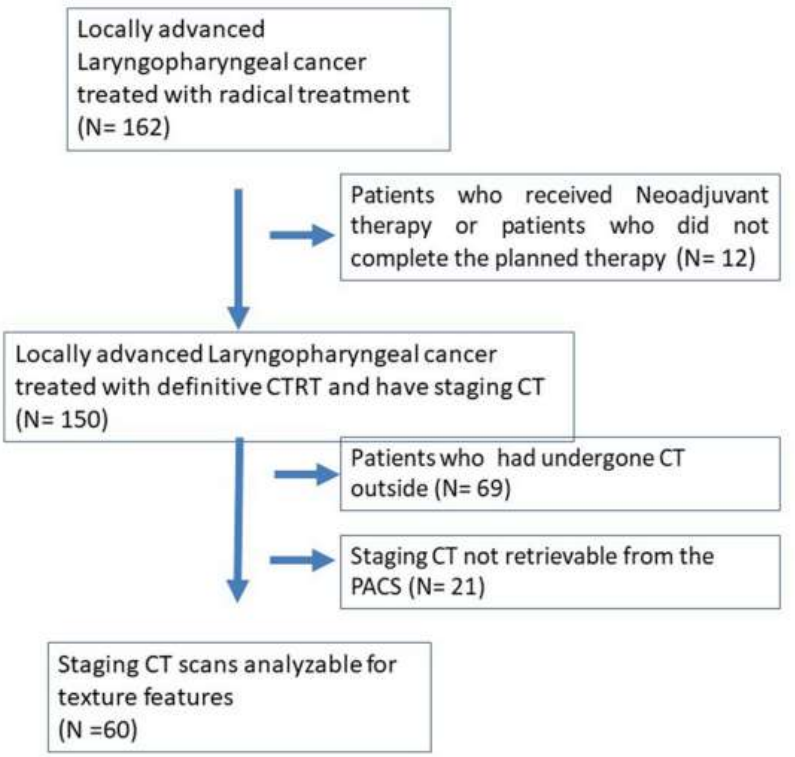 Locally advanced
Laryngopharyngeal cancer
treated with radical treatment
(N= 162)
Patients who received Neoadjuvant
therapy or patients who did not
complete the planned therapy (N= 12)
Locally advanced Laryngopharyngeal cancer
treated with definitive CTRT and have staging CT
(N= 150)
Patients who had undergone CT
outside (N= 69)
Staging CT not retrievable from the
PACS (N= 21)
Staging CT scans analyzable for
texture features
(N =60)